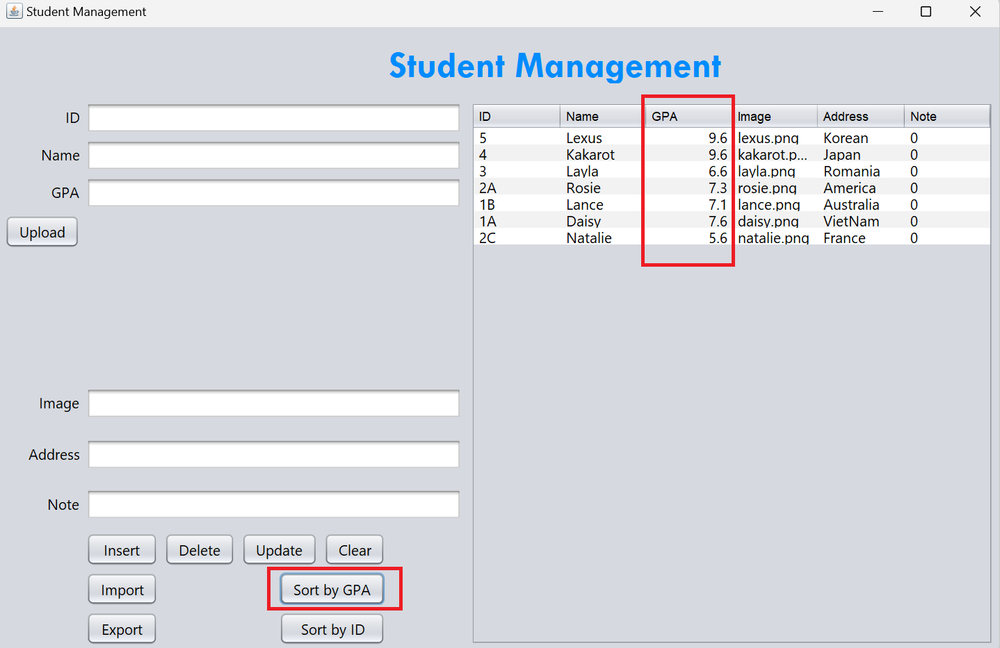 Student Management
Student Management
ID
Name
GPA
Upload
Image
Address
Note
Insert Delete Update Clear
Import Sort by GPA
Export Sort by ID
ID Name GPA Image Address Note
5 Lexus 9.6 lexus.png Korean 0
4 Kakarot 9.6 kakarot.p... Japan 0
3 Layla 6.6 layla.png Romania 0
2A Rosie 7.3 rosie.png America 0
1B Lance 7.1 lance.png Australia 0
1A Daisy 7.6 daisy.png VietNam 0
2C Natalie 5.6 natalie.png France 0